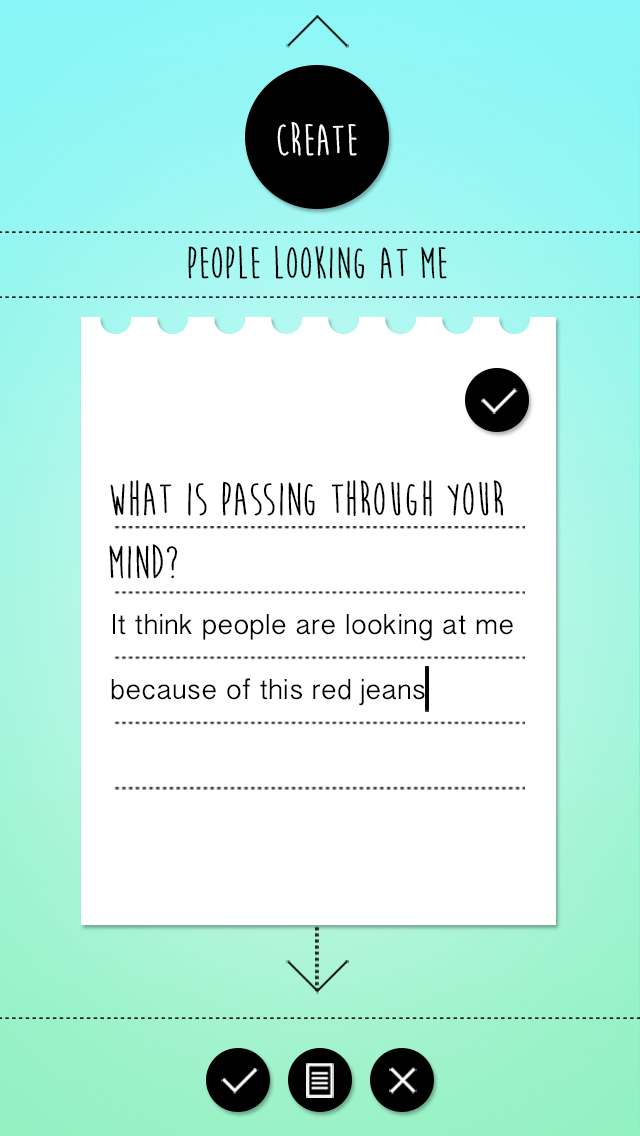 CREATE
PEOPLE LOOKING AT ME
WHAT IS PASSING THROUGH YOUR
MIND?
It think people are looking at me
because of this red jeans